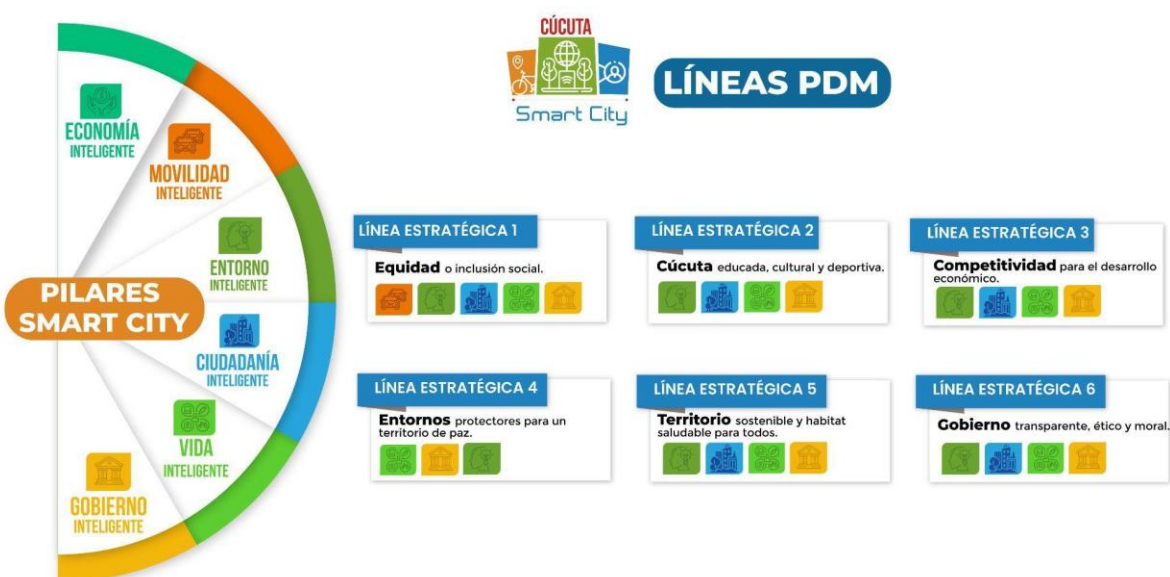 CÚCUTA
Smart City
LÍNEAS PDM
ECONOMÍA
INTELIGENTE
MOVILIDAD
INTELIGENTE
ENTORNO
INTELIGENTE
PILARES
SMART CITY
CIUDADANÍA
INTELIGENTE
VIDA
INTELIGENTE
GOBIERNO
INTELIGENTE
LÍNEA ESTRATÉGICA 1
Equidad o inclusión social.
LÍNEA ESTRATÉGICA 2
Cúcuta educada, cultural y deportiva.
LÍNEA ESTRATÉGICA 3
Competitividad para el desarrollo
económico.
LÍNEA ESTRATÉGICA 4
Entornos protectores para un
territorio de paz.
LÍNEA ESTRATÉGICA 5
Territorio sostenible y habitat
saludable para todos.
LÍNEA ESTRATÉGICA 6
Gobierno transparente, ético y moral.